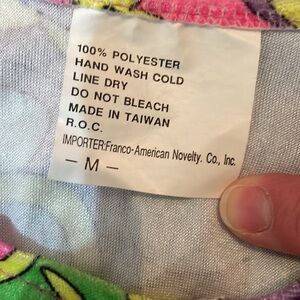 100% POLYESTER
HAND WASH COLD
LINE DRY
DO NOT BLEACH
MADE IN TAIWAN
R.O.C.
IMPORTER:Franco-American Novelty. Co., Inc.
— M —